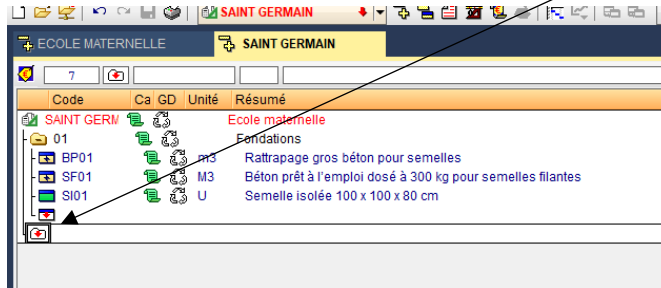 SAINT GERMAIN
ECOLE MATERNELLE SAINT GERMAIN
7
Code Ca GD Unité Résumé
SAINT GERM Ecole maternelle
01 Fondations
BP01 m3 Rattrapage gros béton pour semelles
SF01 M3 Béton prêt à l'emploi dosé à 300 kg pour semelles filantes
SI01 U Semelle isolée 100 x 100 x 80 cm